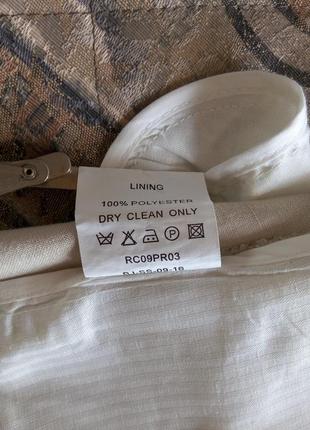 LINING
100% POLYESTER
DRY CLEAN ONLY
P
RC09PR03